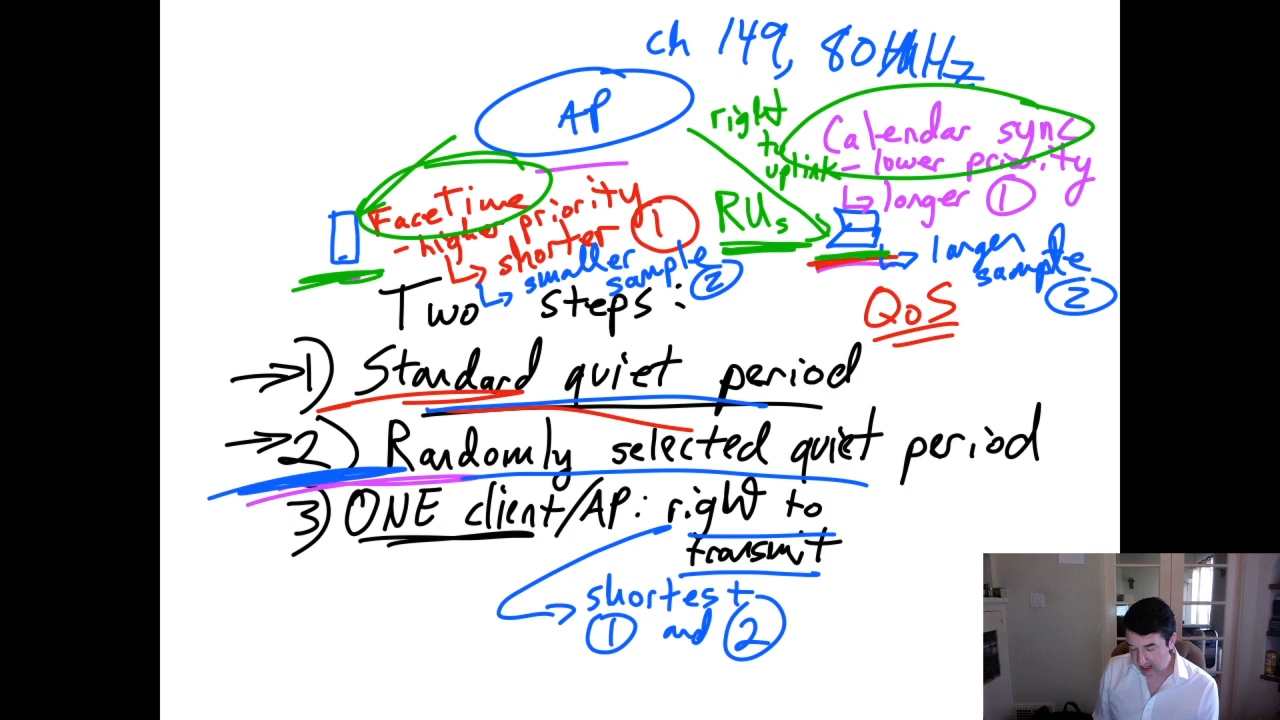 ch 149, 80 MHz
AP
right
to
uplink
Calendar sync
- lower priority
↳ longer ①
FaceTime
- higher priority
↳ shorter ①
↳ smaller
sample ②
RUs
↳ larger
sample
②
QoS
Two steps:
→ 1) Standard quiet period
→ 2) Randomly selected quiet period
3) ONE client/AP: right to
transmit
shortest
① and ②